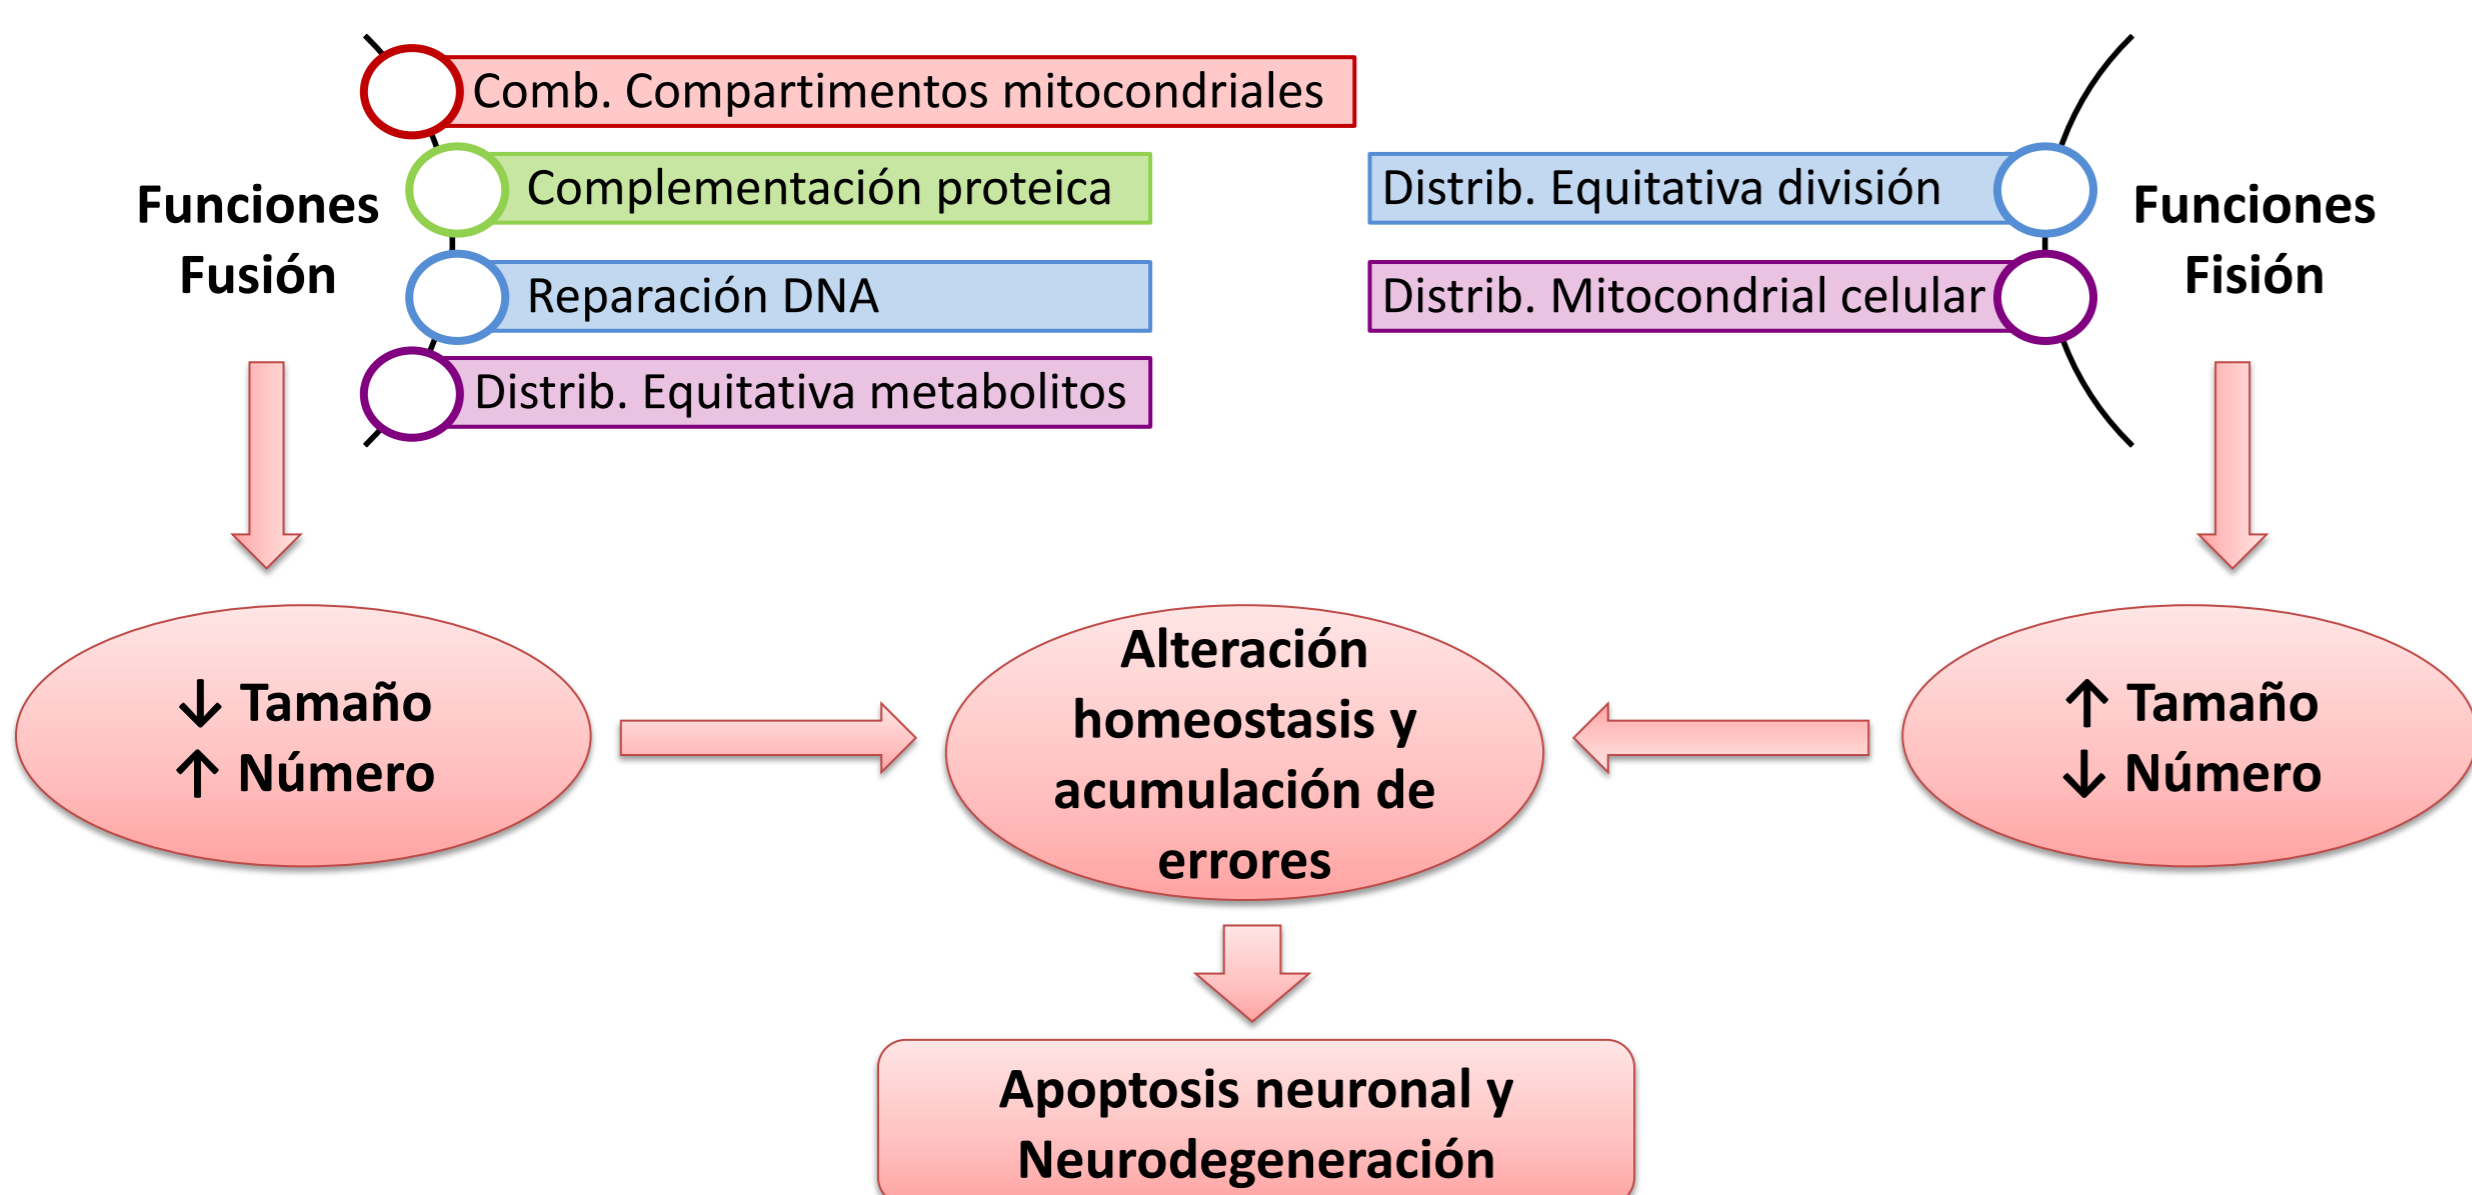 Funciones
Fusión
Comb. Compartimentos mitocondriales
Complementación proteica
Reparación DNA
Distrib. Equitativa metabolitos
Distrib. Equitativa división
Distrib. Mitocondrial celular
Funciones
Fisión
↓ Tamaño
↑ Número
Alteración
homeostasis y
acumulación de
errores
↑ Tamaño
↓ Número
Apoptosis neuronal y
Neurodegeneración